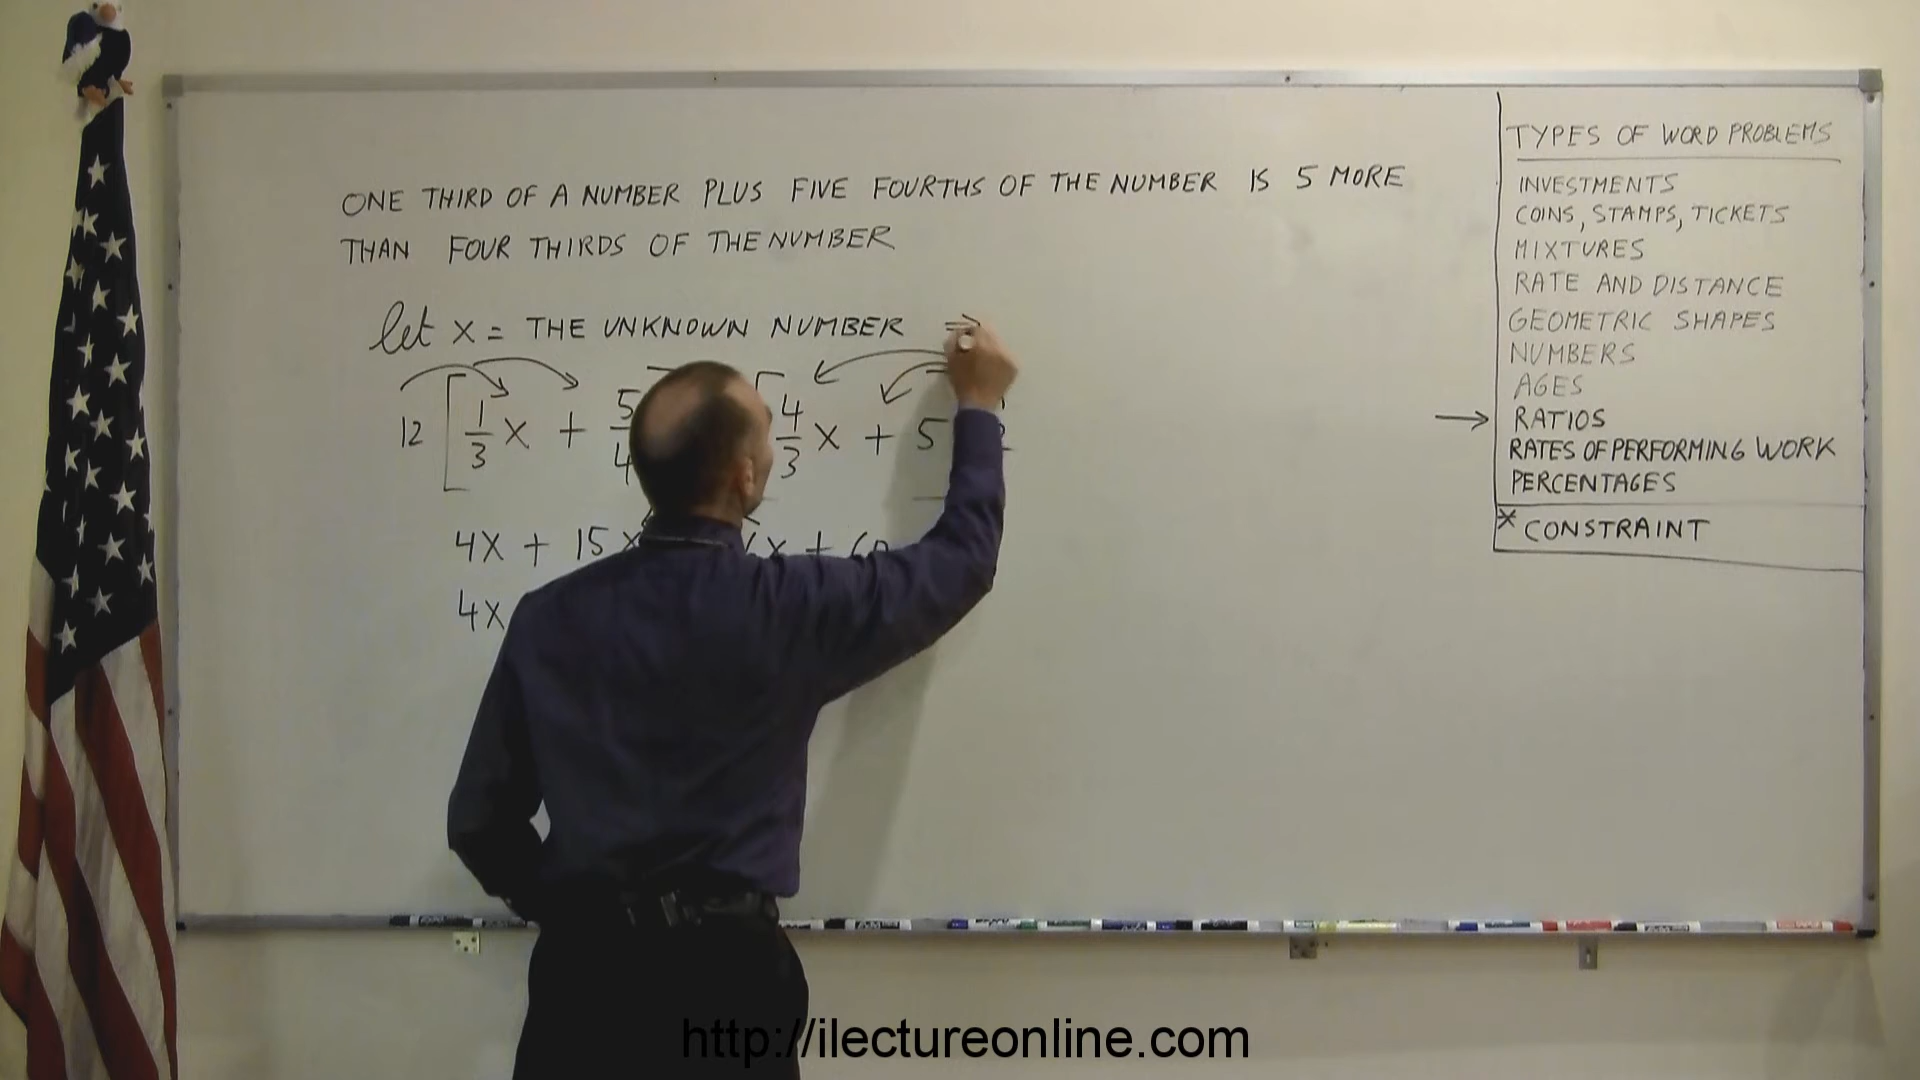 ONE THIRD OF A NUMBER PLUS FIVE FOURTHS OF THE NUMBER IS 5 MORE
THAN FOUR THIRDS OF THE NUMBER
let x = THE UNKNOWN NUMBER ⇒
12 [ 1/3 x + 5/4 4/3 x + 5
4x + 15x x + 60
4x
TYPES OF WORD PROBLEMS
INVESTMENTS
COINS, STAMPS, TICKETS
MIXTURES
RATE AND DISTANCE
GEOMETRIC SHAPES
NUMBERS
AGES
→ RATIOS
RATES OF PERFORMING WORK
PERCENTAGES
* CONSTRAINT
http://ilectureonline.com